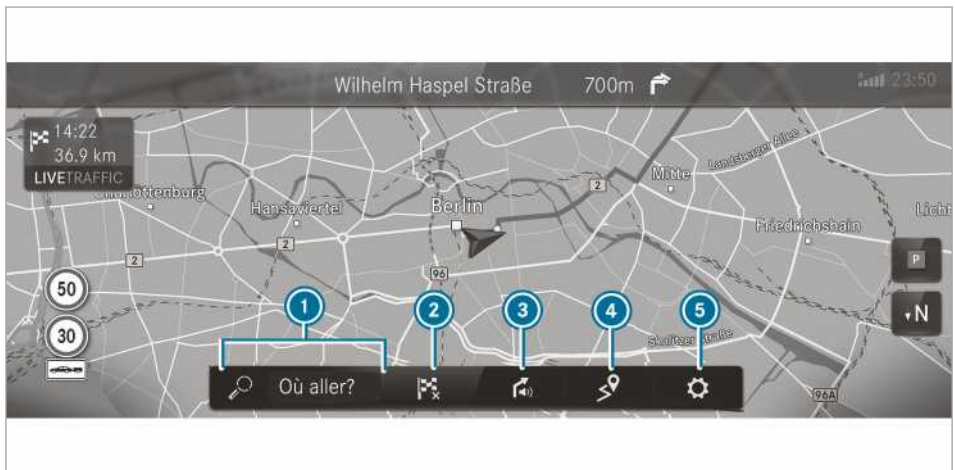 Wilhelm Haspel Straße 700m
23:50
14:22
36.9 km
LIVETRAFFIC
Charlottenburg
Hansaviertel
Berlin
Mitte
Landsberger Allee
Friedrichshain
Licht
2
2
2
96
96A
Skalitzer Straße
50
30
P
N
1
2
3
4
5
Où aller?